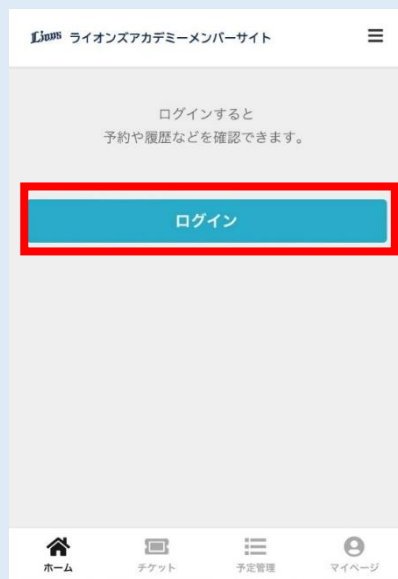 Lions ライオンズアカデミーメンバーサイト
ログインすると
予約や履歴などを確認できます。
ログイン
ホーム チケット 予定管理 マイページ